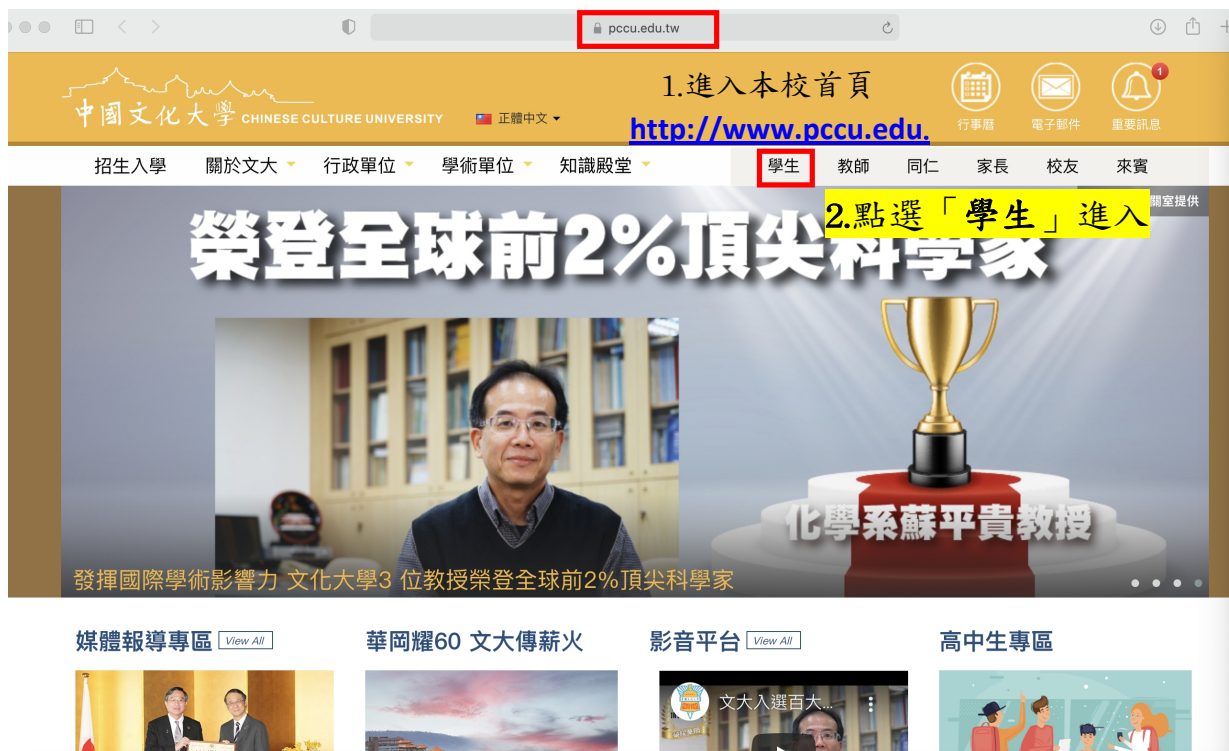 pccu.edu.tw
中國文化大學 CHINESE CULTURE UNIVERSITY
正體中文
1.進入本校首頁
http://www.pccu.edu.
行事曆
電子郵件
重要訊息
1
招生入學 關於文大 行政單位 學術單位 知識殿堂
學生 教師 同仁 家長 校友 來賓
2.點選「學生」進入
關室提供
榮登全球前2%頂尖科學家
化學系蘇平貴教授
發揮國際學術影響力 文化大學3 位教授榮登全球前2%頂尖科學家
媒體報導專區 View All
華岡耀60 文大傳薪火
影音平台 View All
高中生專區
文大入選百大...